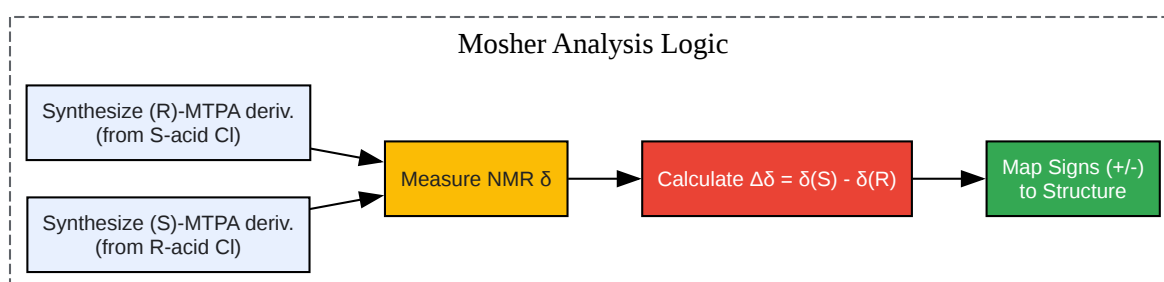 Mosher Analysis Logic
Synthesize (R)-MTPA deriv.
(from S-acid Cl)
Synthesize (S)-MTPA deriv.
(from R-acid Cl)
Measure NMR δ
Calculate Δδ = δ(S) - δ(R)
Map Signs (+/-)
to Structure